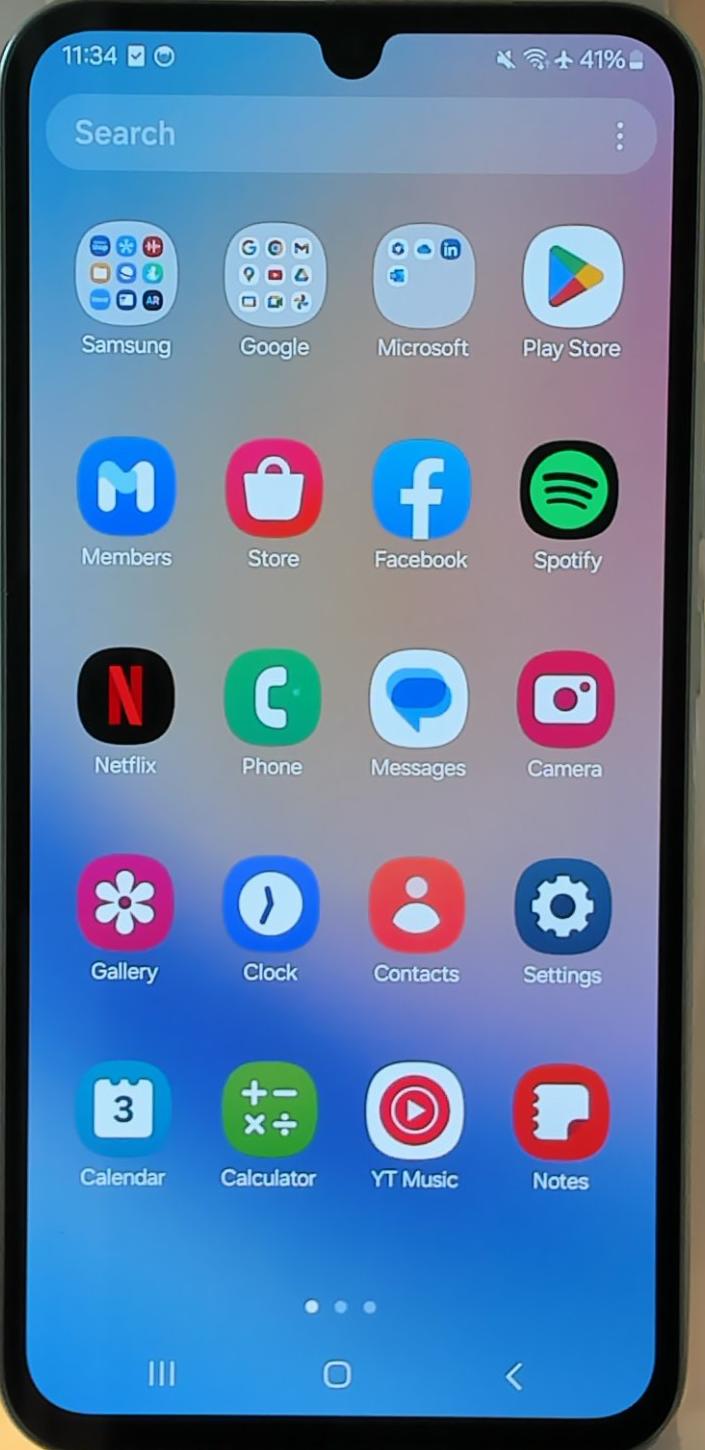 11:34 41%
Search
Samsung Google Microsoft Play Store
Members Store Facebook Spotify
Netflix Phone Messages Camera
Gallery Clock Contacts Settings
3
Calendar Calculator YT Music Notes